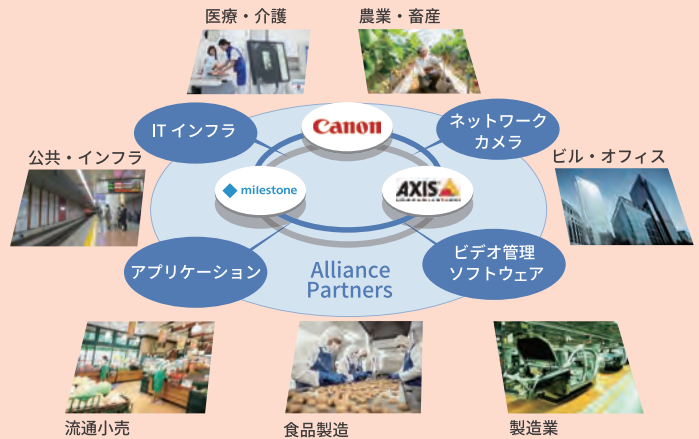 医療・介護
農業・畜産
IT インフラ
Canon
ネットワーク
カメラ
公共・インフラ
ビル・オフィス
milestone
AXIS
アプリケーション
Alliance
Partners
ビデオ管理
ソフトウェア
流通小売
食品製造
製造業